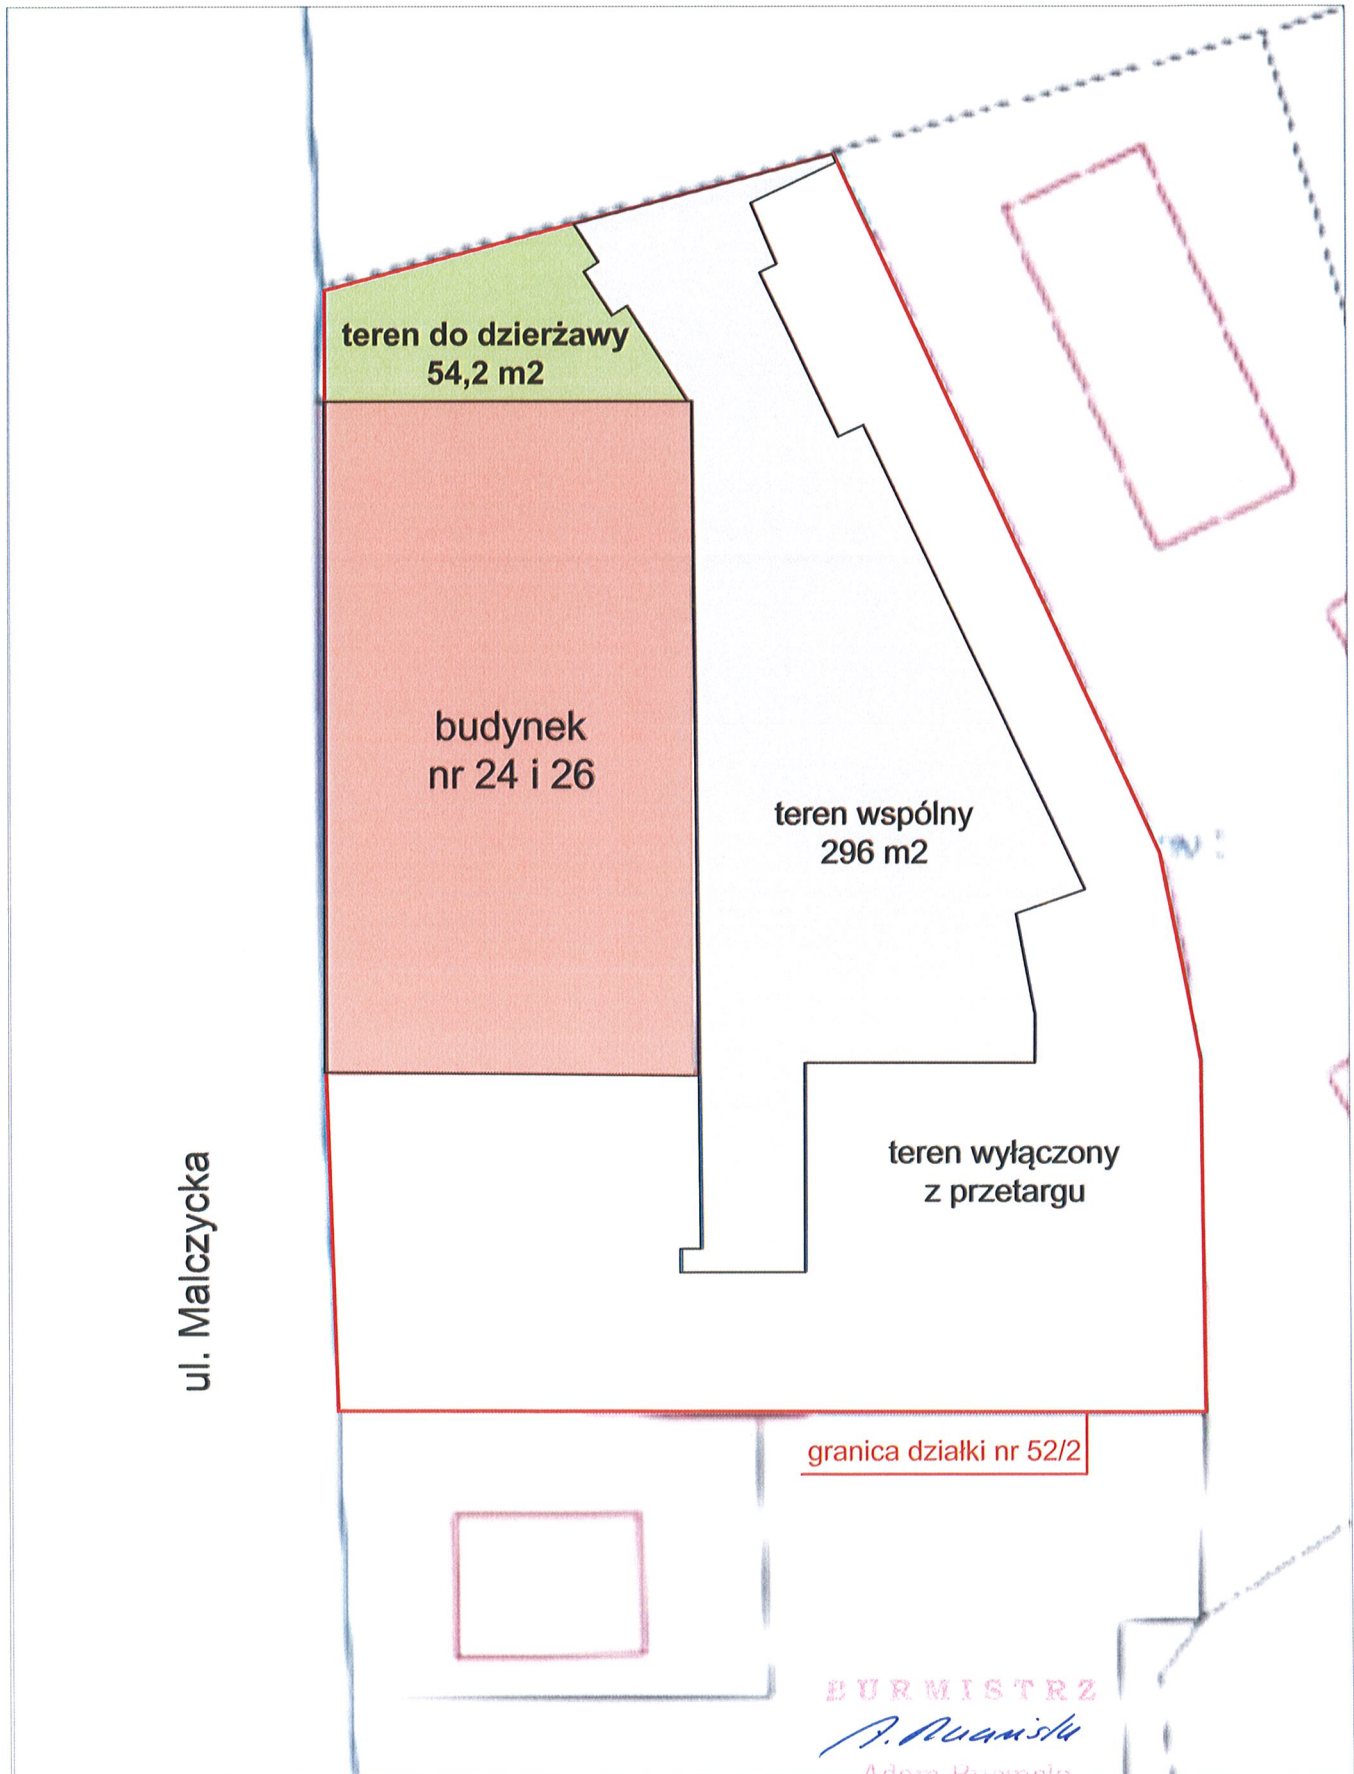 teren do dzierżawy
54,2 m2
budynek
nr 24 i 26
teren wspólny
296 m2
teren wyłączony
z przetargu
ul. Malczycka
granica działki nr 52/2
BURMISTRZ